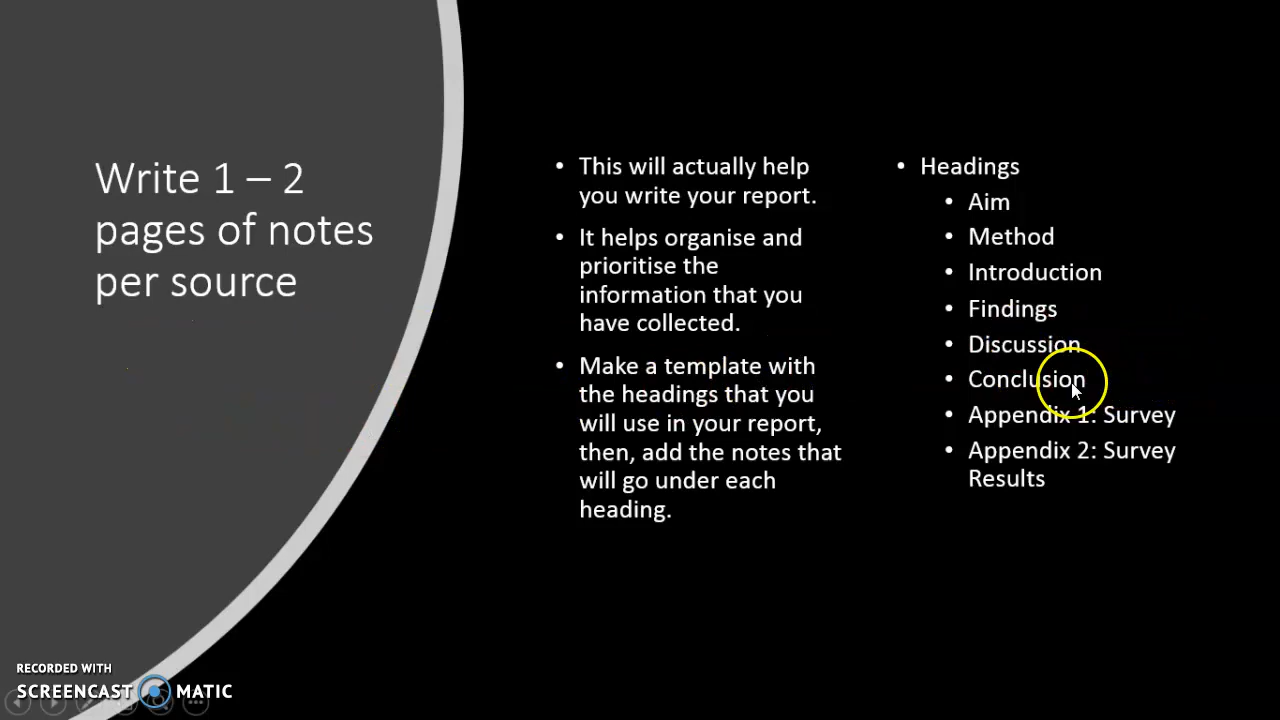 Write 1 – 2
pages of notes
per source
• This will actually help
you write your report.
• It helps organise and
prioritise the
information that you
have collected.
• Make a template with
the headings that you
will use in your report,
then, add the notes that
will go under each
heading.
• Headings
• Aim
• Method
• Introduction
• Findings
• Discussion
• Conclusion
• Appendix 1: Survey
• Appendix 2: Survey
Results
RECORDED WITH
SCREENCAST MATIC